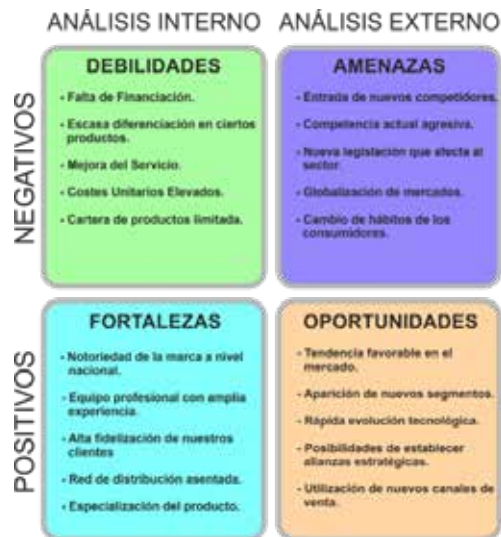 ANÁLISIS INTERNO
ANÁLISIS EXTERNO
NEGATIVOS
DEBILIDADES
- Falta de Financiación.
- Escasa diferenciación en ciertos
productos.
- Mejora del Servicio.
- Costes Unitarios Elevados.
- Cartera de productos limitada.
AMENAZAS
- Entrada de nuevos competidores.
- Competencia actual agresiva.
- Nueva legislación que afecta al
sector.
- Globalización de mercados.
- Cambio de hábitos de los
consumidores.
POSITIVOS
FORTALEZAS
- Notoriedad de la marca a nivel
nacional.
- Equipo profesional con amplia
experiencia.
- Alta fidelización de nuestros
clientes
- Red de distribución asentada.
- Especialización del producto.
OPORTUNIDADES
- Tendencia favorable en el
mercado.
- Aparición de nuevos segmentos.
- Rápida evolución tecnológica.
- Posibilidades de establecer
alianzas estratégicas.
- Utilización de nuevos canales de
venta.